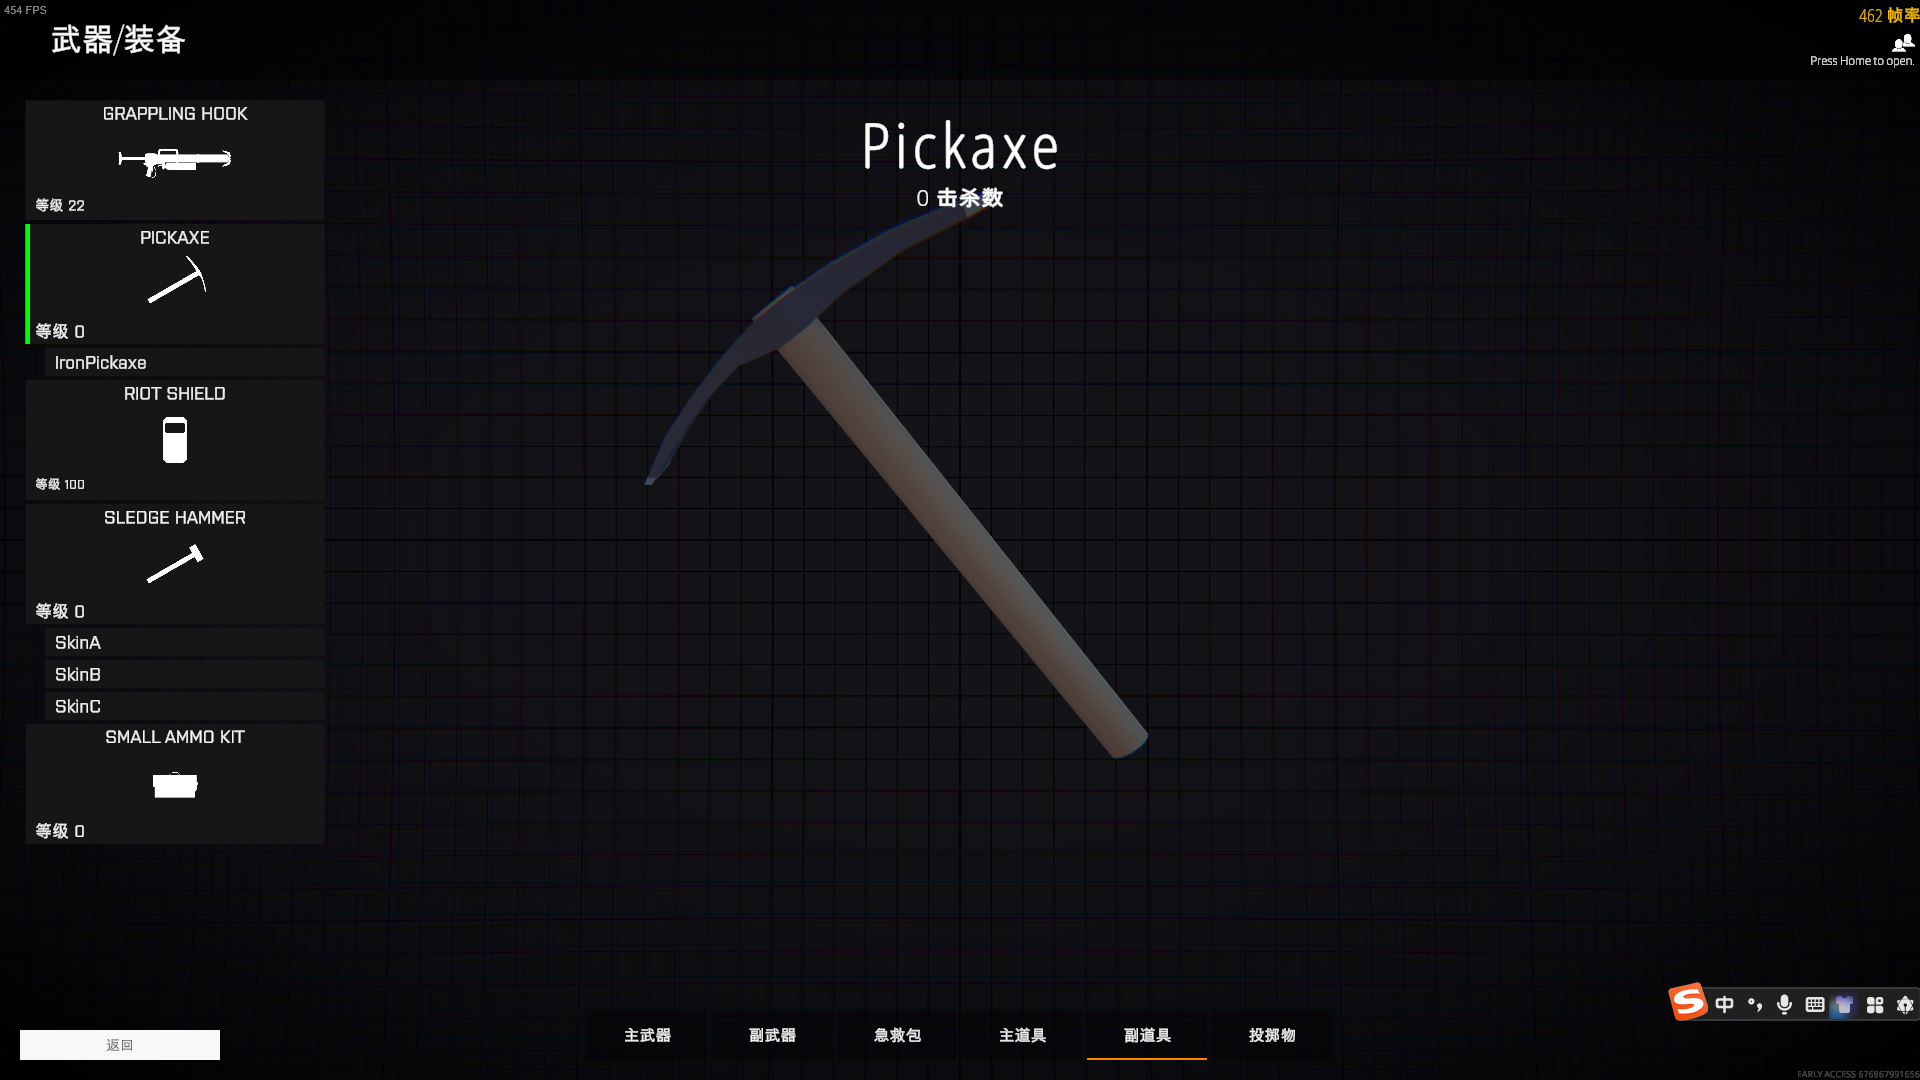 454 FPS
462 帧率
武器/装备
Press Home to open.
GRAPPLING HOOK
等级 22
PICKAXE
等级 0
IronPickaxe
RIOT SHIELD
等级 100
SLEDGE HAMMER
等级 0
SkinA
SkinB
SkinC
SMALL AMMO KIT
等级 0
Pickaxe
0 击杀数
返回
主武器
副武器
急救包
主道具
副道具
投掷物
S 中
EARLY ACCESS 676867991656